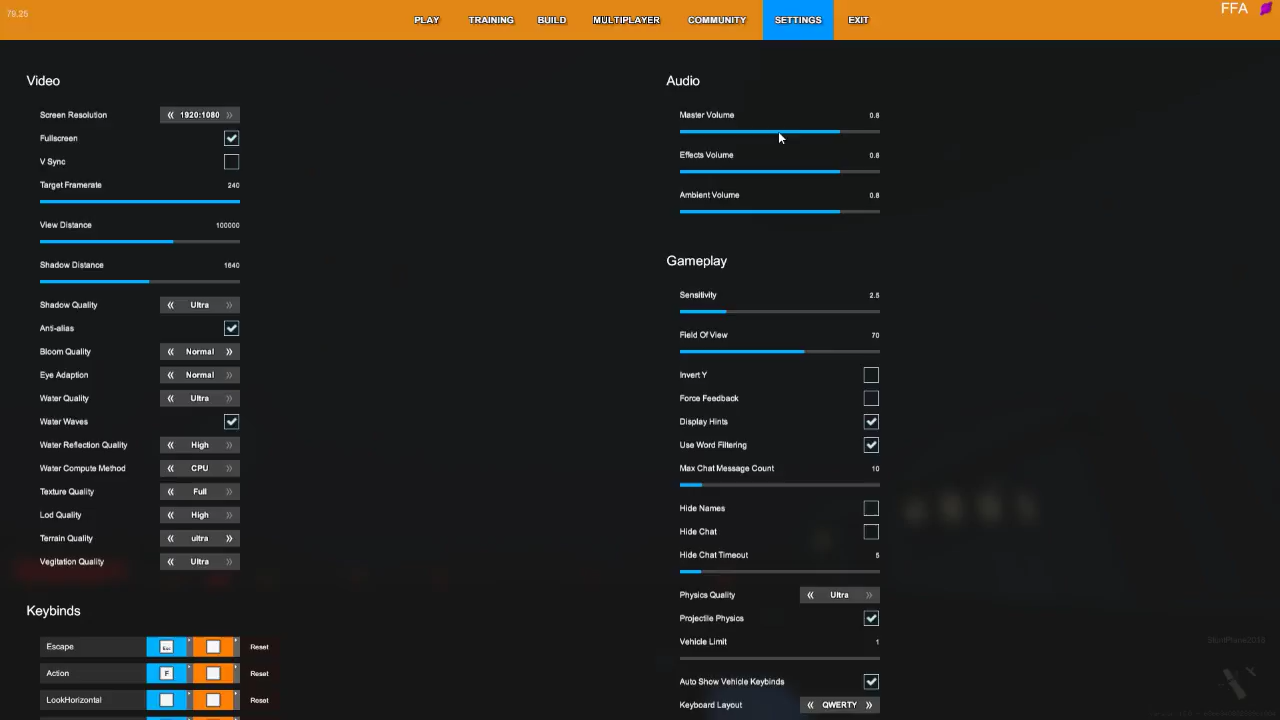 79.25
PLAY TRAINING BUILD MULTIPLAYER COMMUNITY SETTINGS EXIT FFA
Video
Screen Resolution « 1920:1080 »
Fullscreen
V Sync
Target Framerate 240
View Distance 100000
Shadow Distance 1640
Shadow Quality « Ultra »
Anti-alias
Bloom Quality « Normal »
Eye Adaption « Normal »
Water Quality « Ultra »
Water Waves
Water Reflection Quality « High »
Water Compute Method « CPU »
Texture Quality « Full »
Lod Quality « High »
Terrain Quality « ultra »
Vegitation Quality « Ultra »
Keybinds
Escape Esc Reset
Action F Reset
LookHorizontal Reset
Audio
Master Volume 0.8
Effects Volume 0.8
Ambient Volume 0.8
Gameplay
Sensitivity 2.5
Field Of View 70
Invert Y
Force Feedback
Display Hints
Use Word Filtering
Max Chat Message Count 10
Hide Names
Hide Chat
Hide Chat Timeout 5
Physics Quality « Ultra »
Projectile Physics
Vehicle Limit 1
Auto Show Vehicle Keybinds
Keyboard Layout « QWERTY »